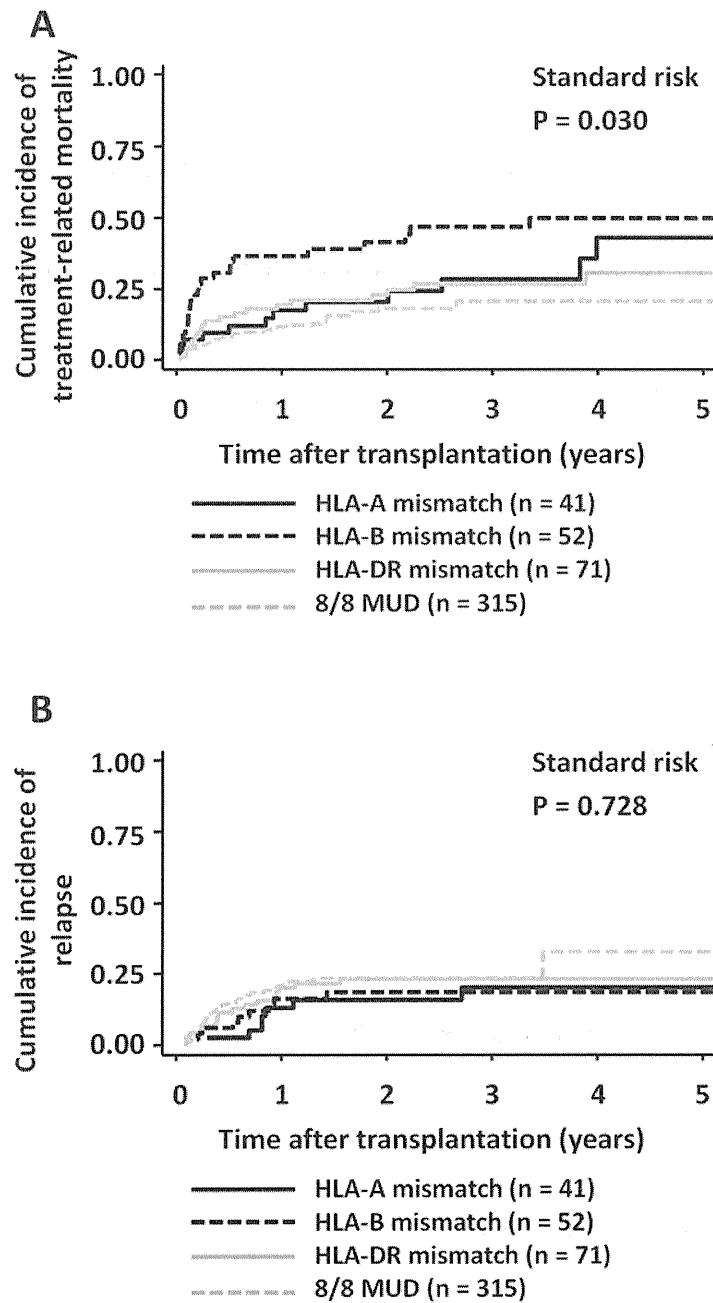 A
Cumulative incidence of
treatment-related mortality
1.00
0.75
0.50
0.25
0.00
Standard risk
P = 0.030
0 1 2 3 4 5
Time after transplantation (years)
HLA-A mismatch (n = 41)
HLA-B mismatch (n = 52)
HLA-DR mismatch (n = 71)
8/8 MUD (n = 315)
B
Cumulative incidence of
relapse
1.00
0.75
0.50
0.25
0.00
Standard risk
P = 0.728
0 1 2 3 4 5
Time after transplantation (years)
HLA-A mismatch (n = 41)
HLA-B mismatch (n = 52)
HLA-DR mismatch (n = 71)
8/8 MUD (n = 315)